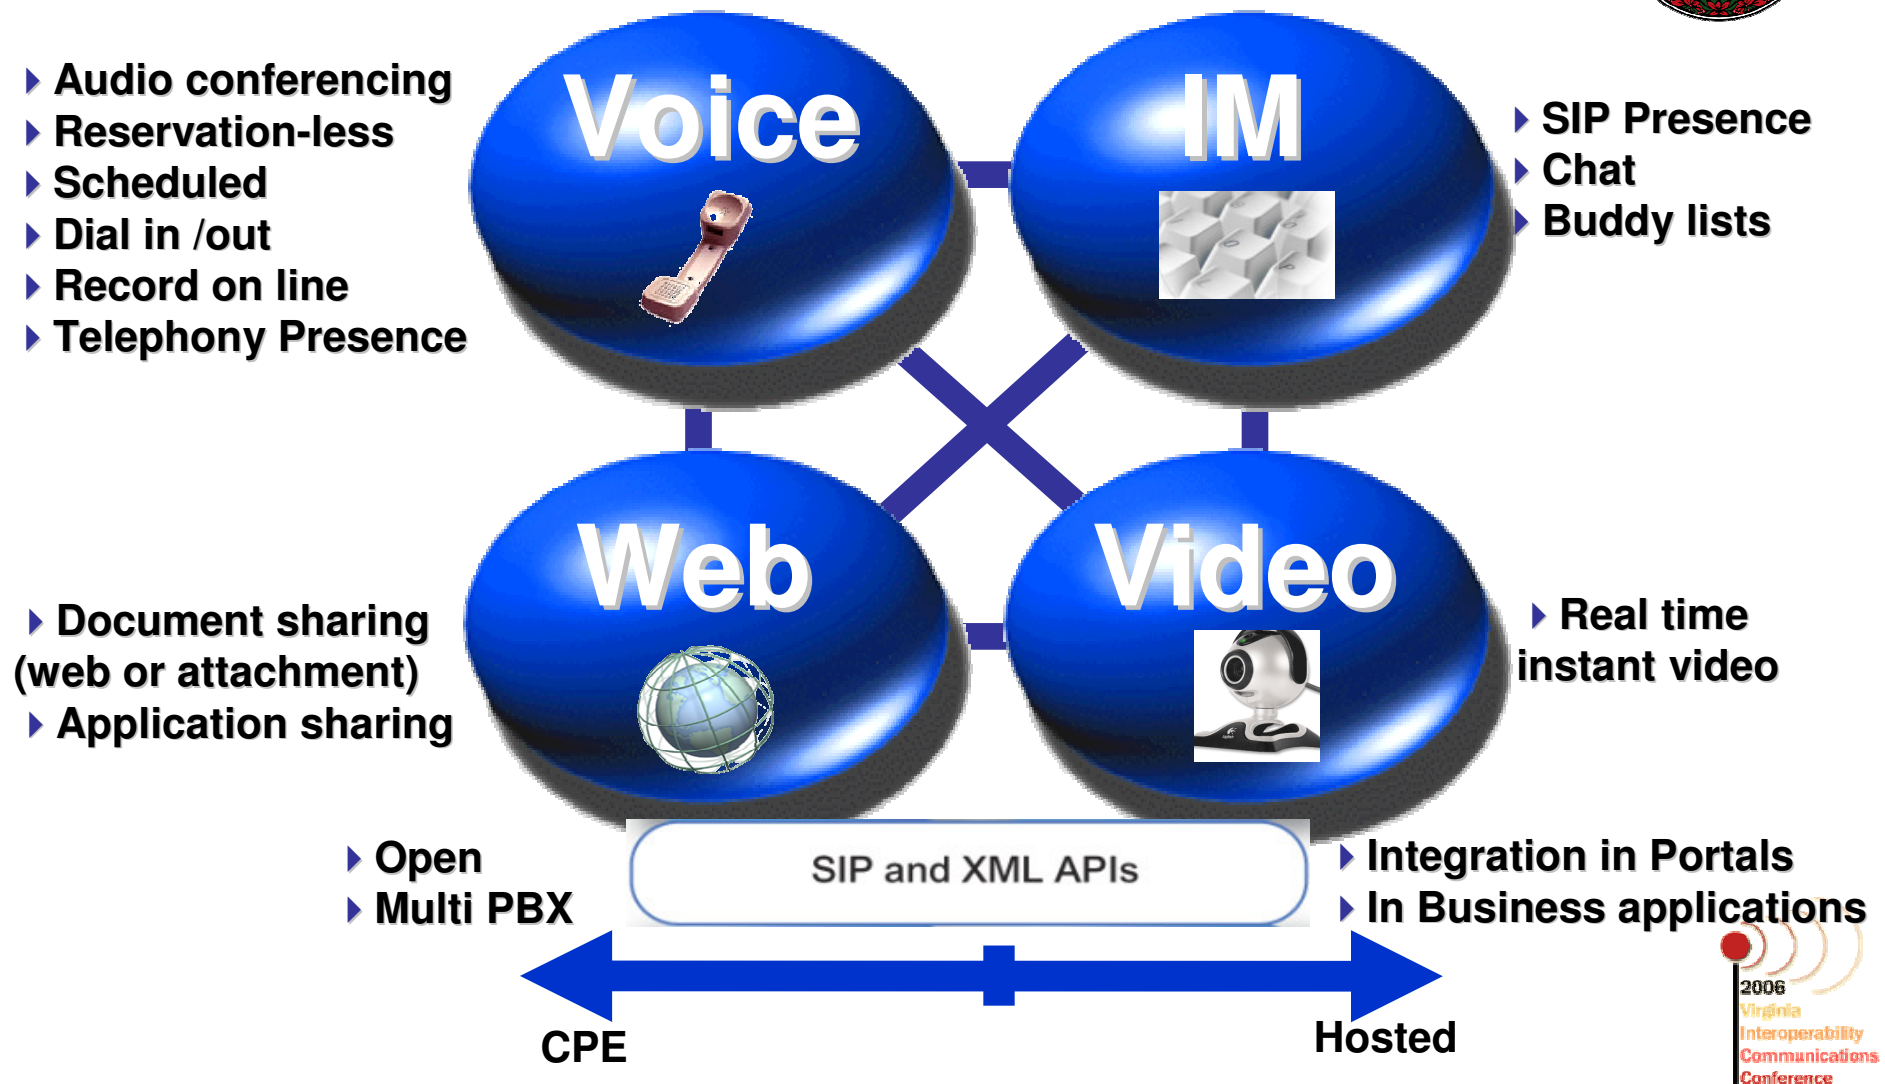 Voice
IM
Audio conferencing
Reservation-less
Scheduled
Dial in /out
Record on line
Telephony Presence
SIP Presence
Chat
Buddy lists
Web
Video
Document sharing
(web or attachment)
Application sharing
Real time
instant video
Open
Multi PBX
SIP and XML APIs
Integration in Portals
In Business applications
CPE
Hosted
2006
Virginia
Interoperability
Communications
Conference